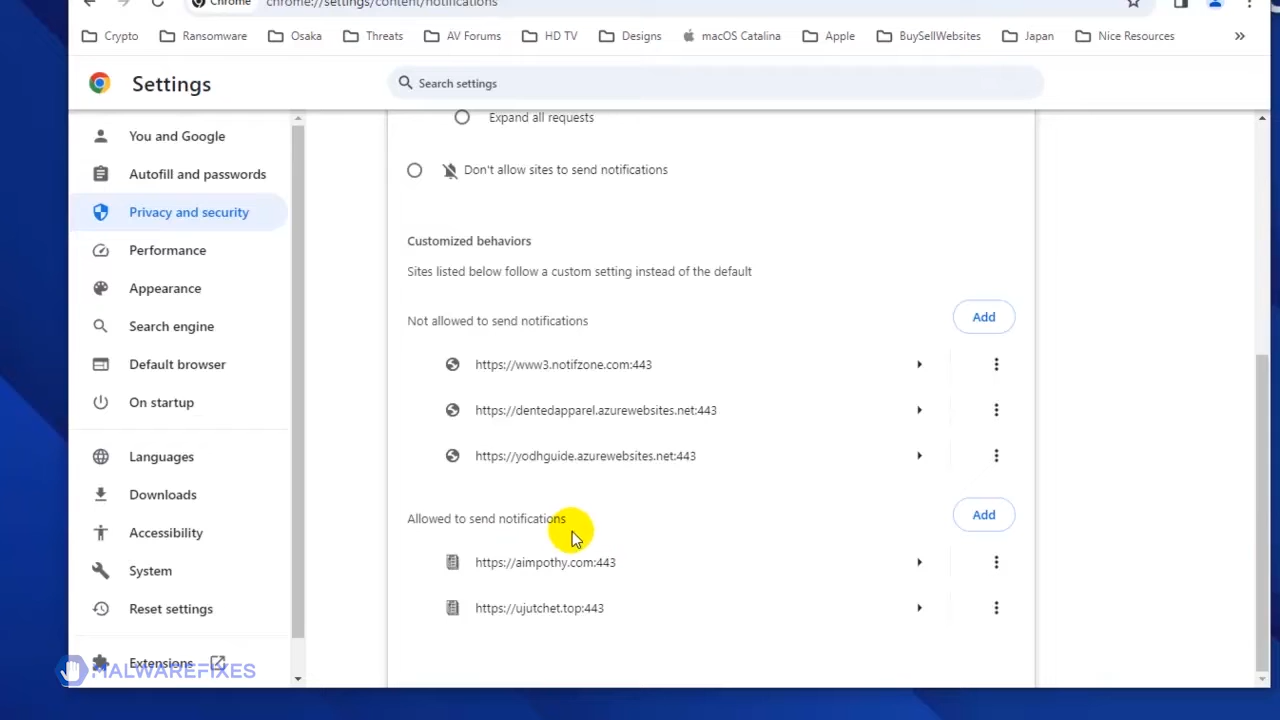 Chrome chrome://settings/content/notifications
Crypto Ransomware Osaka Threats AV Forums HD TV Designs macOS Catalina Apple BuySellWebsites Japan Nice Resources »
Settings
Search settings
You and Google
Autofill and passwords
Privacy and security
Performance
Appearance
Search engine
Default browser
On startup
Languages
Downloads
Accessibility
System
Reset settings
Extensions
MALWAREFIXES
Expand all requests
Don't allow sites to send notifications
Customized behaviors
Sites listed below follow a custom setting instead of the default
Not allowed to send notifications Add
https://www3.notifzone.com:443
https://dentedapparel.azurewebsites.net:443
https://yodhguide.azurewebsites.net:443
Allowed to send notifications Add
https://aimpothy.com:443
https://ujutchet.top:443